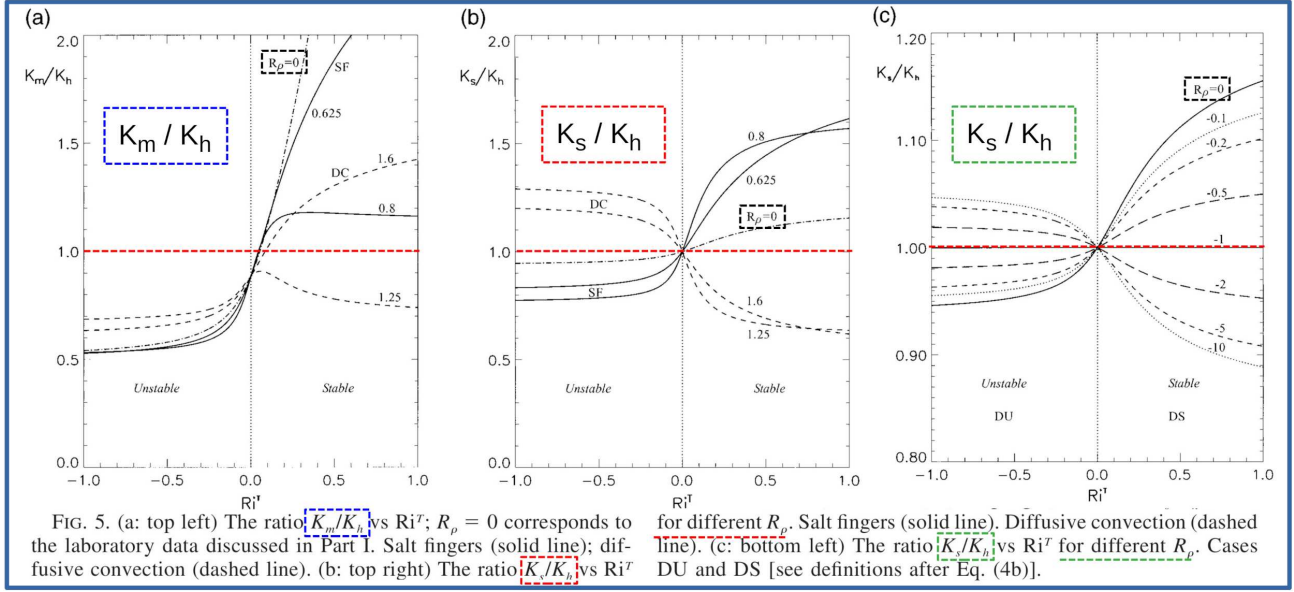 (a)
2.0
K_m/K_h
1.5
1.0
0.5
0.0
R_ρ=0
SF
0.625
K_m / K_h
DC
1.6
0.8
1.25
Unstable
Stable
-1.0
-0.5
0.0
0.5
1.0
Ri^T
(b)
2.0
K_s/K_h
1.5
1.0
0.5
0.0
K_s / K_h
0.8
0.625
DC
R_ρ=0
SF
1.6
1.25
Unstable
Stable
-1.0
-0.5
0.0
0.5
1.0
Ri^T
(c)
1.20
K_s/K_h
1.10
1.00
0.90
0.80
K_s / K_h
R_ρ=0
-0.1
-0.2
-0.5
-1
-2
-5
-10
Unstable
Stable
DU
DS
-1.0
-0.5
0.0
0.5
1.0
Ri^T
FIG. 5. (a: top left) The ratio K_m/K_h vs Ri^T; R_ρ = 0 corresponds to
the laboratory data discussed in Part I. Salt fingers (solid line); dif-
fusive convection (dashed line). (b: top right) The ratio K_s/K_h vs Ri^T
for different R_ρ. Salt fingers (solid line). Diffusive convection (dashed
line). (c: bottom left) The ratio K_s/K_h vs Ri^T for different R_ρ. Cases
DU and DS [see definitions after Eq. (4b)].